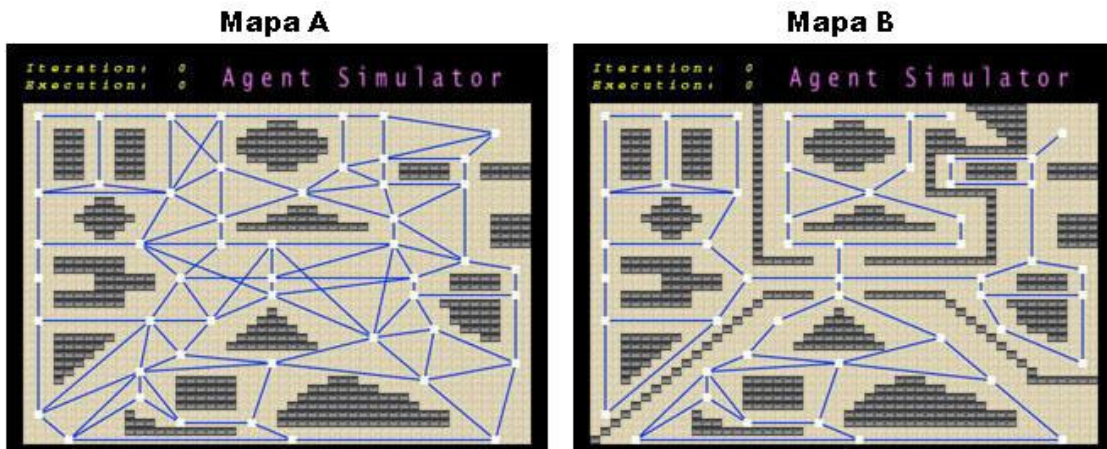 Mapa A
Mapa B
Iteration: 0
Execution: 0
Agent Simulator
Iteration: 0
Execution: 0
Agent Simulator